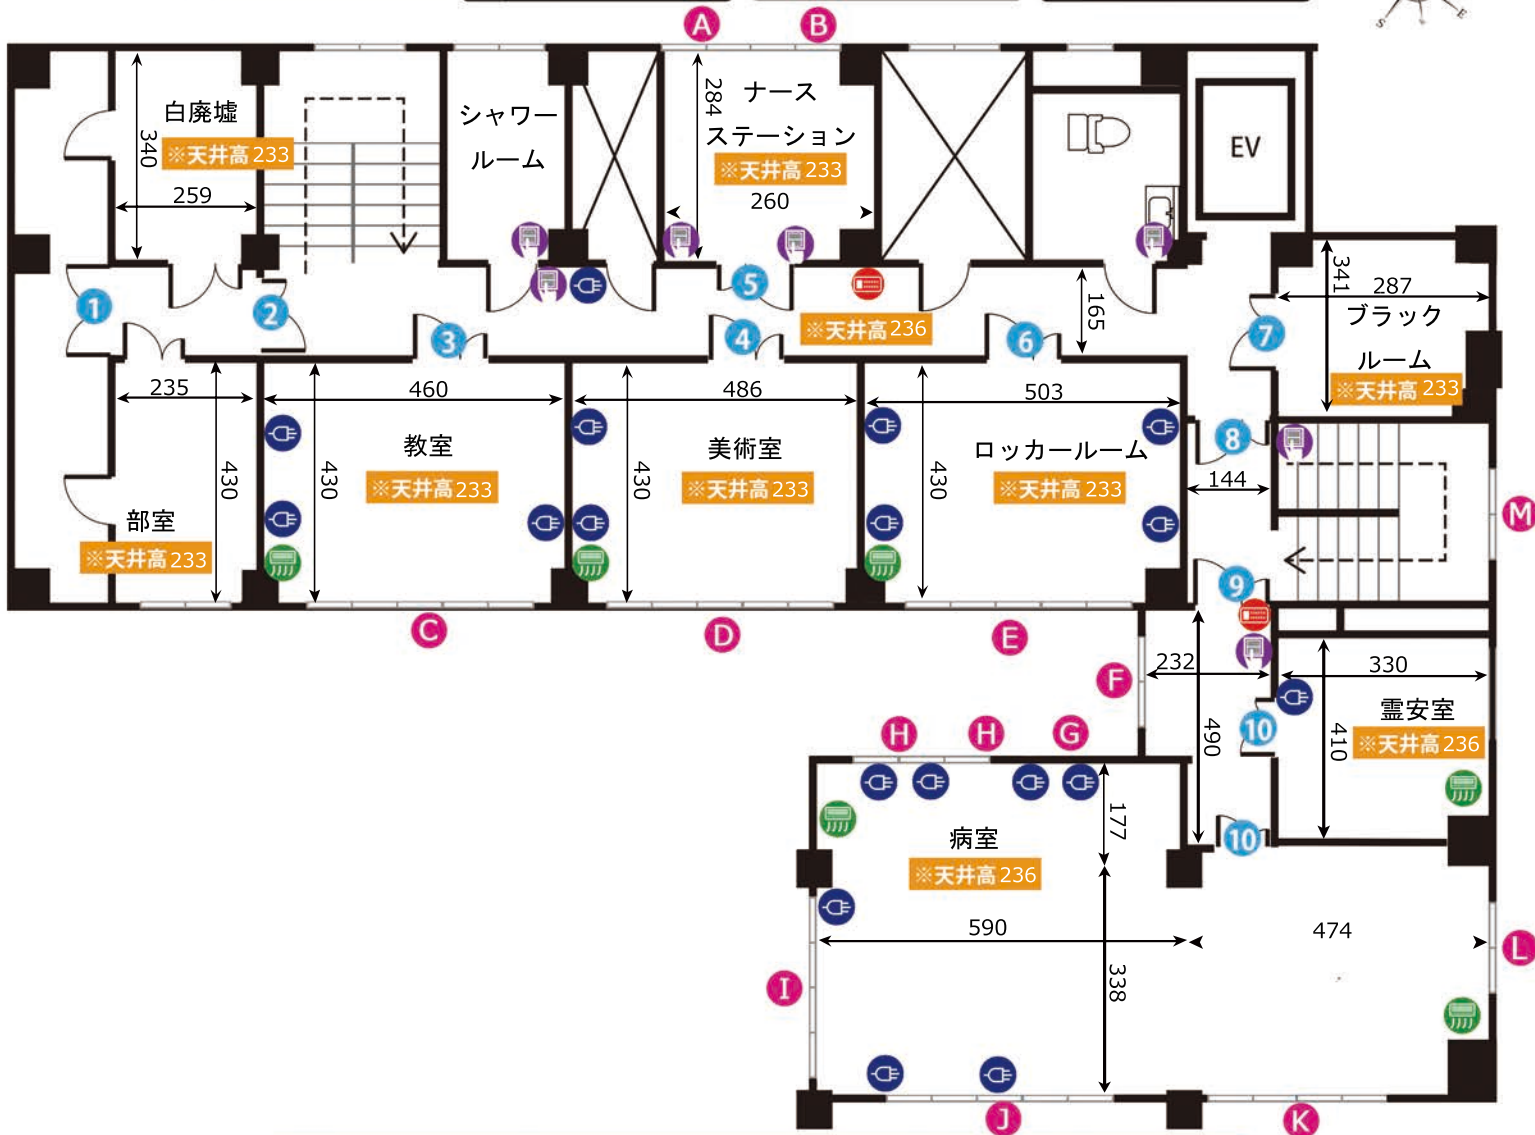 A
B
S
E
白廃墟
※天井高 233
340
259
シャワー
ルーム
284
ナース
ステーション
※天井高 233
260
EV
1
2
3
4
5
6
7
※天井高 236
165
341
287
ブラック
ルーム
※天井高 233
235
430
部室
※天井高 233
460
教室
※天井高 233
430
486
美術室
※天井高 233
430
503
ロッカールーム
※天井高 233
430
8
144
9
M
C
D
E
F
232
490
10
330
霊安室
※天井高 236
410
H
H
G
177
10
病室
※天井高 236
590
474
338
I
L
J
K